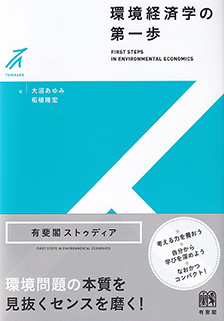 環境経済学の
第一歩
FIRST STEPS
IN ENVIRONMENTAL ECONOMICS
YUHIKAKU
著
大沼あゆみ
柘植隆宏
有斐閣ストゥディア
FIRST STEPS IN ENVIRONMENTAL ECONOMICS
考える力を養おう
自分から
学びを深めよう
なおかつ
コンパクト!
環境問題の本質を
見抜くセンスを磨く!
有斐閣